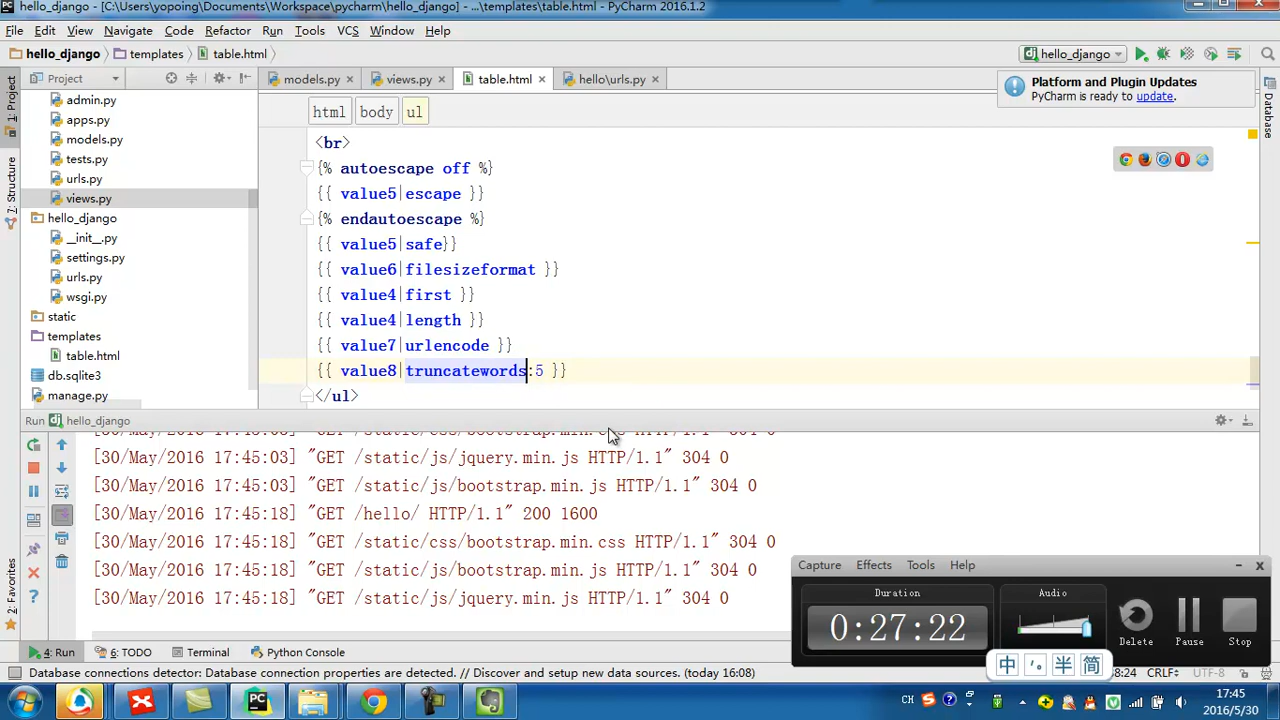 hello_django - [C:\Users\yopoing\Documents\Workspace\pycharm\hello_django] - ...\templates\table.html - PyCharm 2016.1.2
File Edit View Navigate Code Refactor Run Tools VCS Window Help
hello_django templates table.html
hello_django
Project
models.py views.py table.html hello\urls.py
Platform and Plugin Updates
PyCharm is ready to update.
1: Project
7: Structure
2: Favorites
Database
admin.py
apps.py
models.py
tests.py
urls.py
views.py
hello_django
__init__.py
settings.py
urls.py
wsgi.py
static
templates
table.html
db.sqlite3
manage.py
html body ul
<br>
{% autoescape off %}
{{ value5|escape }}
{% endautoescape %}
{{ value5|safe}}
{{ value6|filesizeformat }}
{{ value4|first }}
{{ value4|length }}
{{ value7|urlencode }}
{{ value8|truncatewords:5 }}
</ul>
Run hello_django
[30/May/2016 17:45:03] "GET /static/css/bootstrap.min.css HTTP/1.1" 304 0
[30/May/2016 17:45:03] "GET /static/js/jquery.min.js HTTP/1.1" 304 0
[30/May/2016 17:45:03] "GET /static/js/bootstrap.min.js HTTP/1.1" 304 0
[30/May/2016 17:45:18] "GET /hello/ HTTP/1.1" 200 1600
[30/May/2016 17:45:18] "GET /static/css/bootstrap.min.css HTTP/1.1" 304 0
[30/May/2016 17:45:18] "GET /static/js/bootstrap.min.js HTTP/1.1" 304 0
[30/May/2016 17:45:18] "GET /static/js/jquery.min.js HTTP/1.1" 304 0
Capture Effects Tools Help
Duration
0:27:22
Audio
Delete Pause Stop
中 半 简
4: Run 6: TODO Terminal Python Console
Database connections detector: Database connection properties are detected. // Discover and setup new data sources. (today 16:08)
8:24 CRLF UTF-8
CH
17:45
2016/5/30